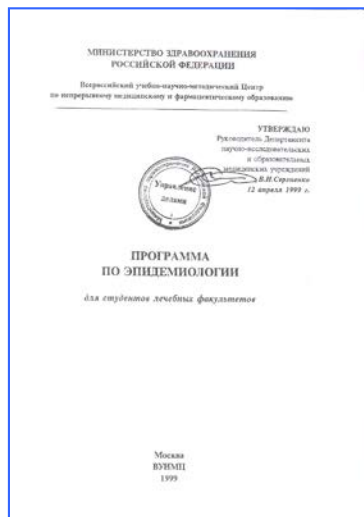 МИНИСТЕРСТВО ЗДРАВООХРАНЕНИЯ
РОССИЙСКОЙ ФЕДЕРАЦИИ
Всероссийский учебно-научно-методический Центр
по непрерывному медицинскому и фармацевтическому образованию
УТВЕРЖДАЮ
Руководитель Департамента
научно-исследовательских
и образовательных
медицинских учреждений
В.И.Сергиенко
12 апреля 1999 г.
Управление
делами
ПРОГРАММА
ПО ЭПИДЕМИОЛОГИИ
для студентов лечебных факультетов
Москва
ВУНМЦ
1999